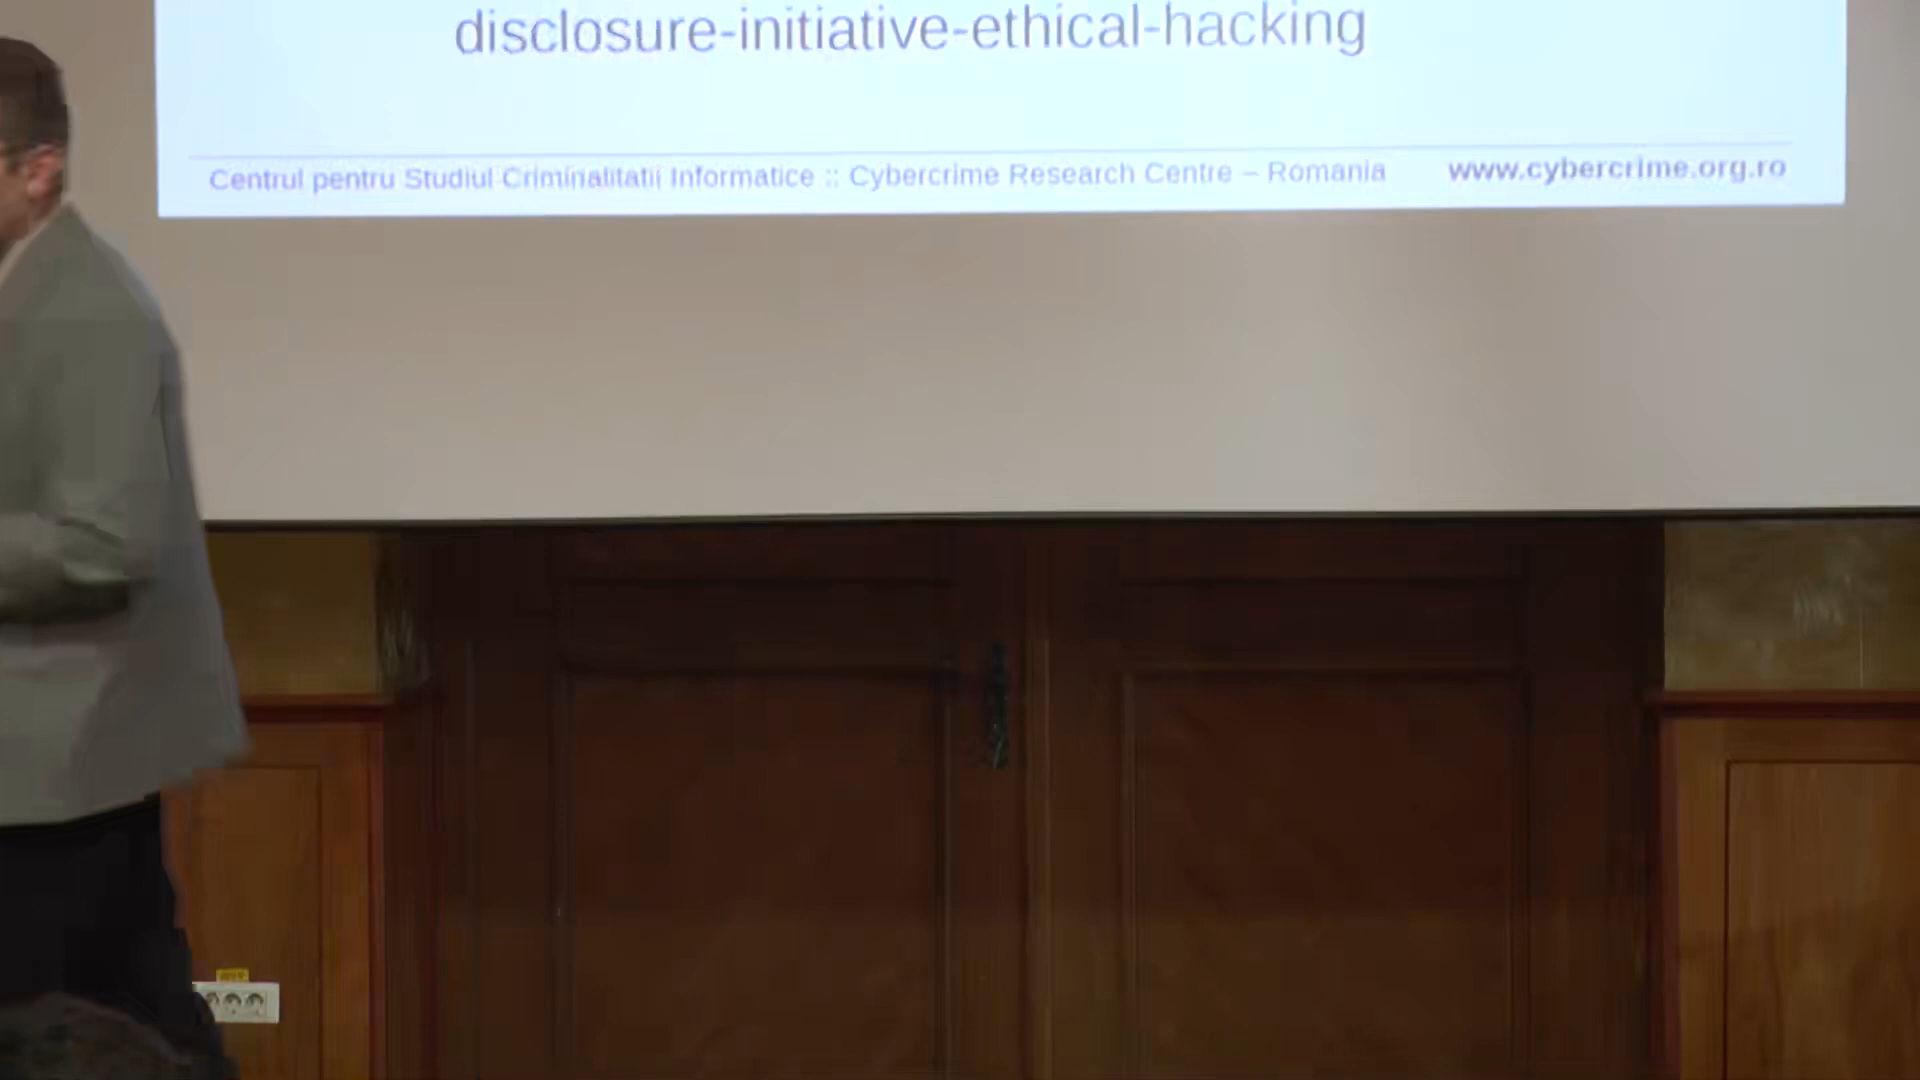 disclosure-initiative-ethical-hacking
Centrul pentru Studiul Criminalitatii Informatice :: Cybercrime Research Centre – Romania www.cybercrime.org.ro